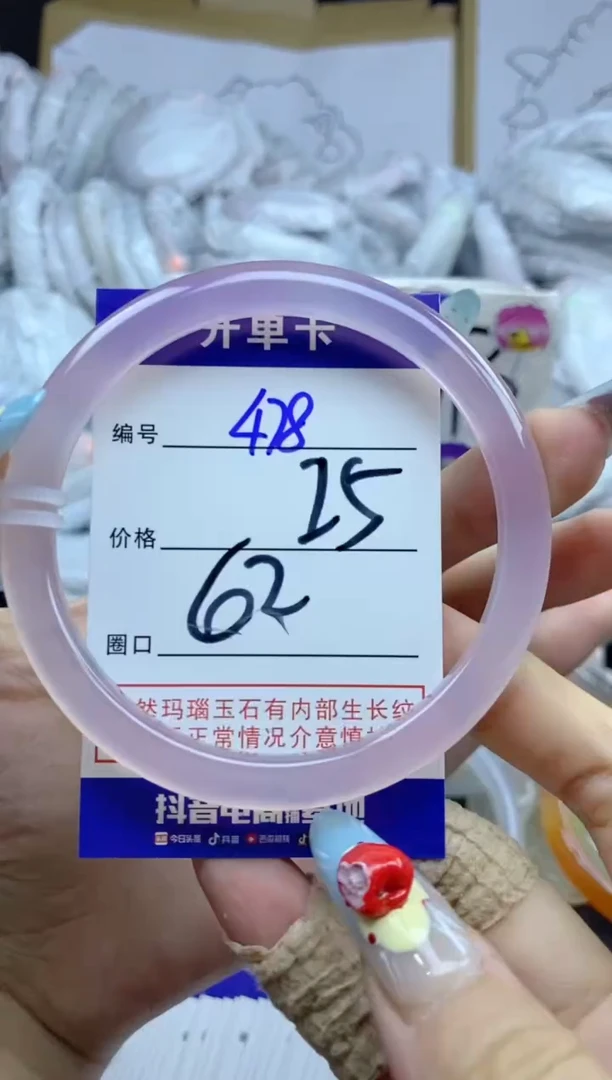 开单卡
编号 478
价格 25
圈口 62
然玛瑙玉石有内部生长纹
正常情况介意慎
抖音电商
今日头条 抖音 西瓜视频